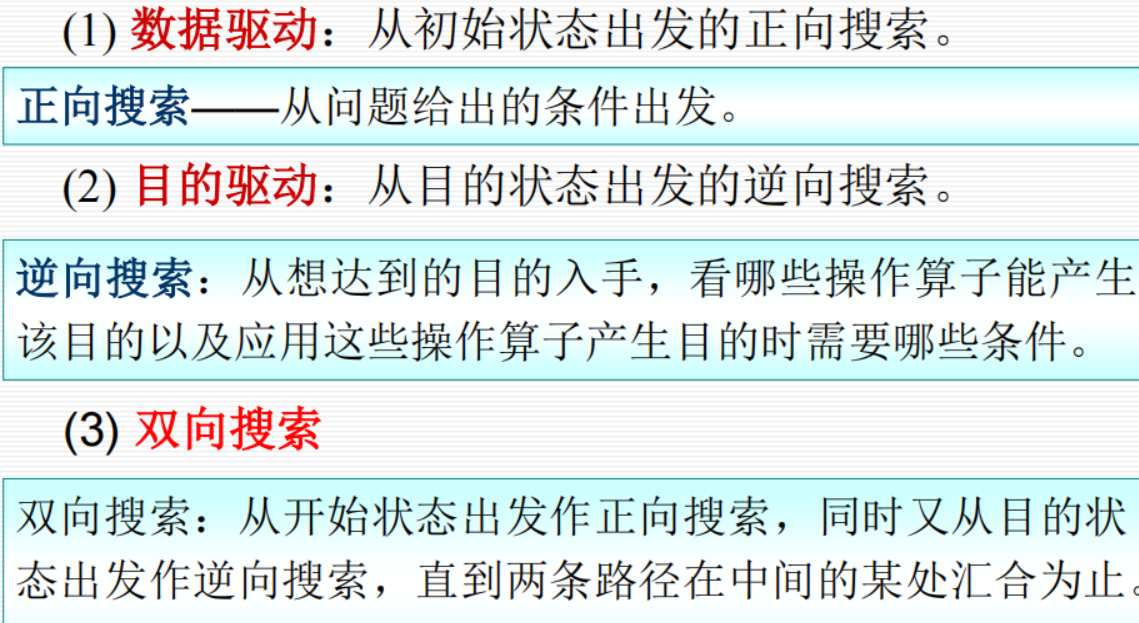 (1) 数据驱动：从初始状态出发的正向搜索。
正向搜索——从问题给出的条件出发。
(2) 目的驱动：从目的状态出发的逆向搜索。
逆向搜索：从想达到的目的入手，看哪些操作算子能产生
该目的以及应用这些操作算子产生目的时需要哪些条件。
(3) 双向搜索
双向搜索：从开始状态出发作正向搜索，同时又从目的状
态出发作逆向搜索，直到两条路径在中间的某处汇合为止。